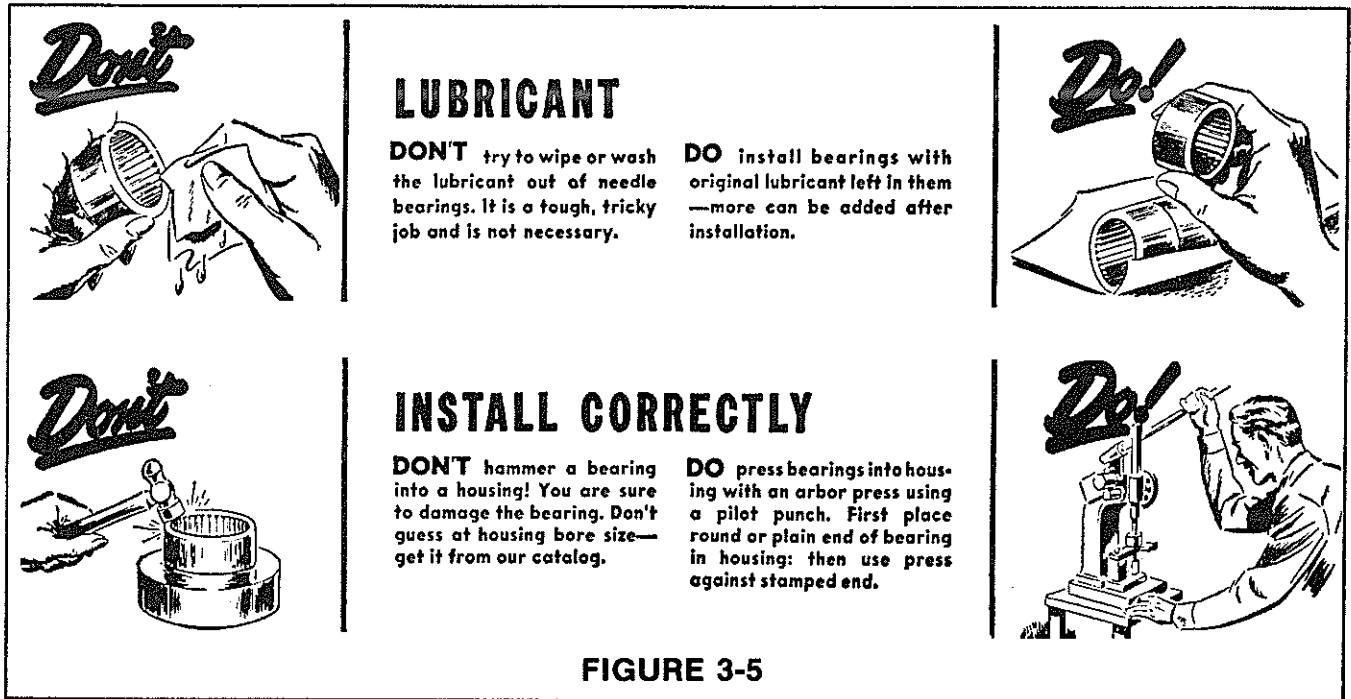 Don't
LUBRICANT
DON'T try to wipe or wash
the lubricant out of needle
bearings. It is a tough, tricky
job and is not necessary.
DO install bearings with
original lubricant left in them
—more can be added after
installation.
Do!
Don't
INSTALL CORRECTLY
DON'T hammer a bearing
into a housing! You are sure
to damage the bearing. Don't
guess at housing bore size—
get it from our catalog.
DO press bearings into hous-
ing with an arbor press using
a pilot punch. First place
round or plain end of bearing
in housing: then use press
against stamped end.
Do!
FIGURE 3-5